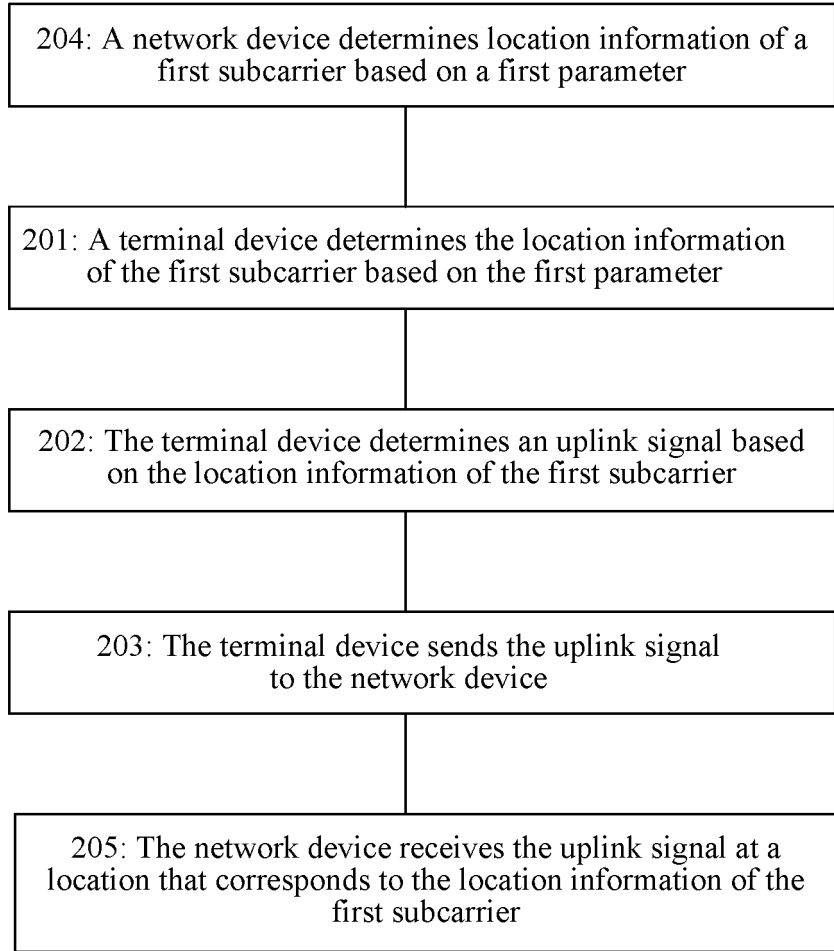 204: A network device determines location information of a
first subcarrier based on a first parameter
201: A terminal device determines the location information
of the first subcarrier based on the first parameter
202: The terminal device determines an uplink signal based
on the location information of the first subcarrier
203: The terminal device sends the uplink signal
to the network device
205: The network device receives the uplink signal at a
location that corresponds to the location information of the
first subcarrier